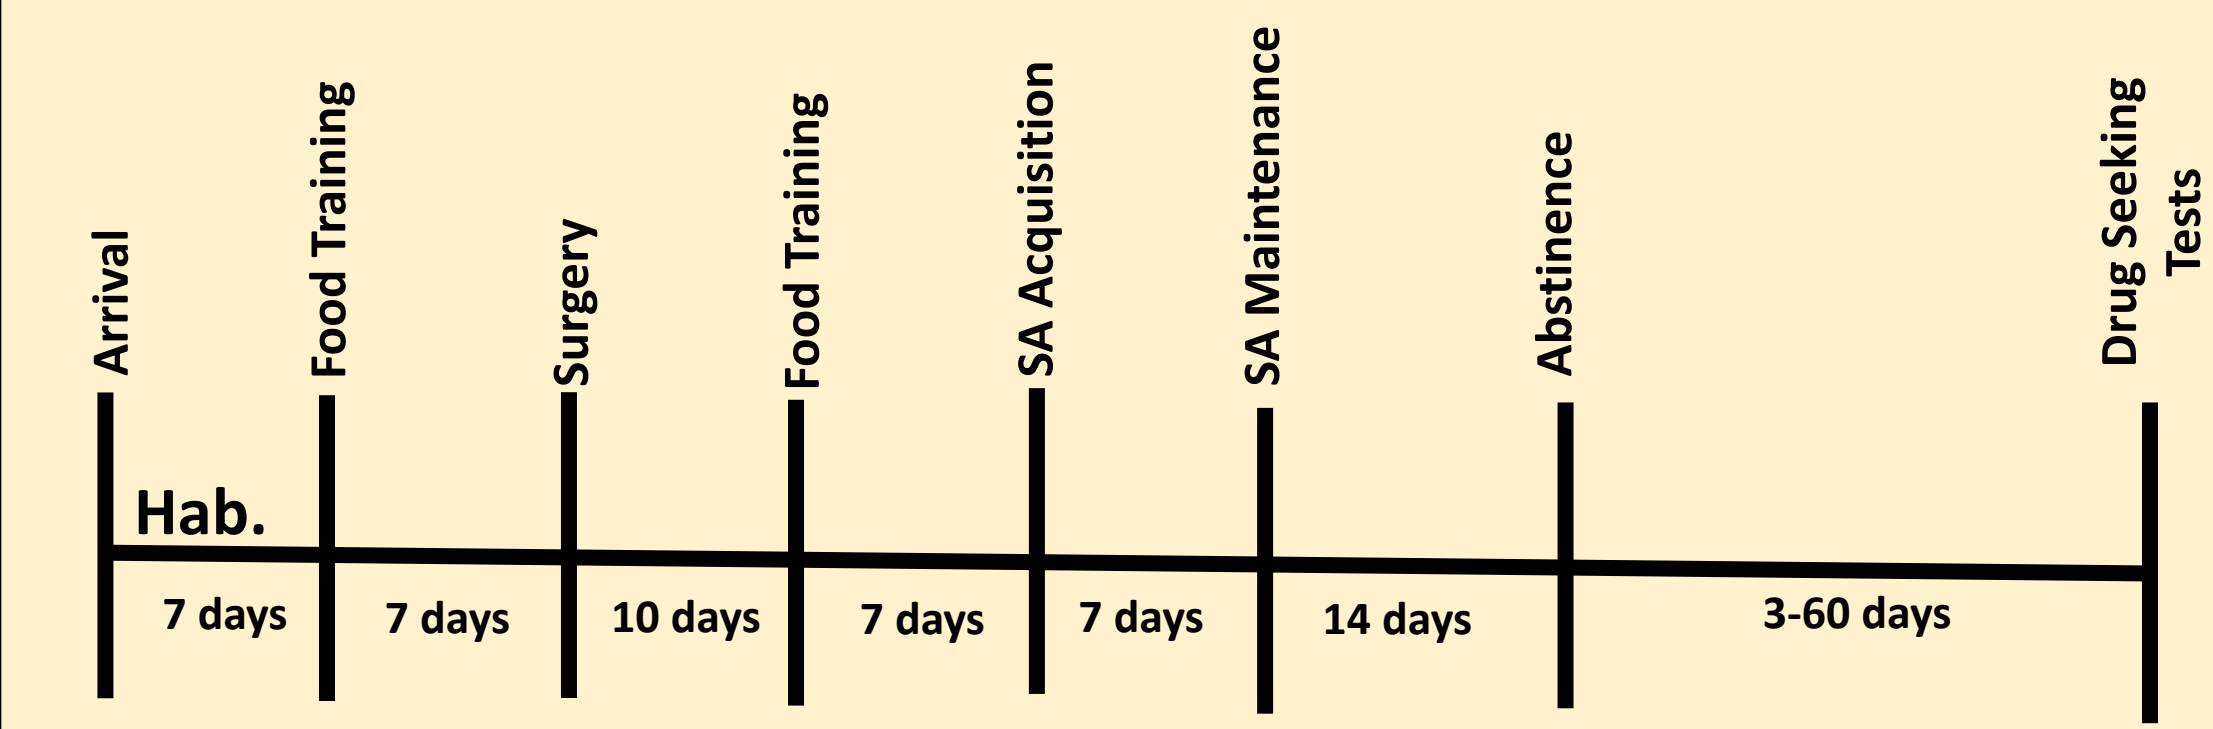 Arrival
Food Training
Surgery
Food Training
SA Acquisition
SA Maintenance
Abstinence
Drug Seeking
Tests
Hab.
7 days
7 days
10 days
7 days
7 days
14 days
3-60 days